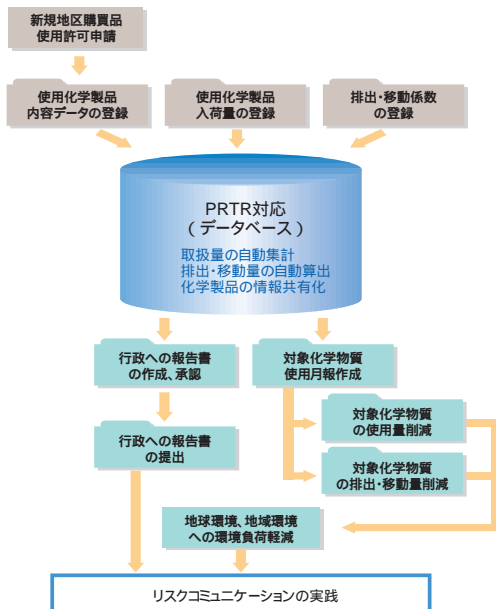 新規地区購買品
使用許可申請
使用化学製品
内容データの登録
使用化学製品
入荷量の登録
排出・移動係数
の登録
PRTR対応
(データベース)
取扱量の自動集計
排出・移動量の自動算出
化学製品の情報共有化
行政への報告書
の作成、承認
対象化学物質
使用月報作成
対象化学物質
の使用量削減
行政への報告書
の提出
対象化学物質
の排出・移動量削減
地球環境、地域環境
への環境負荷軽減
リスクコミュニケーションの実践